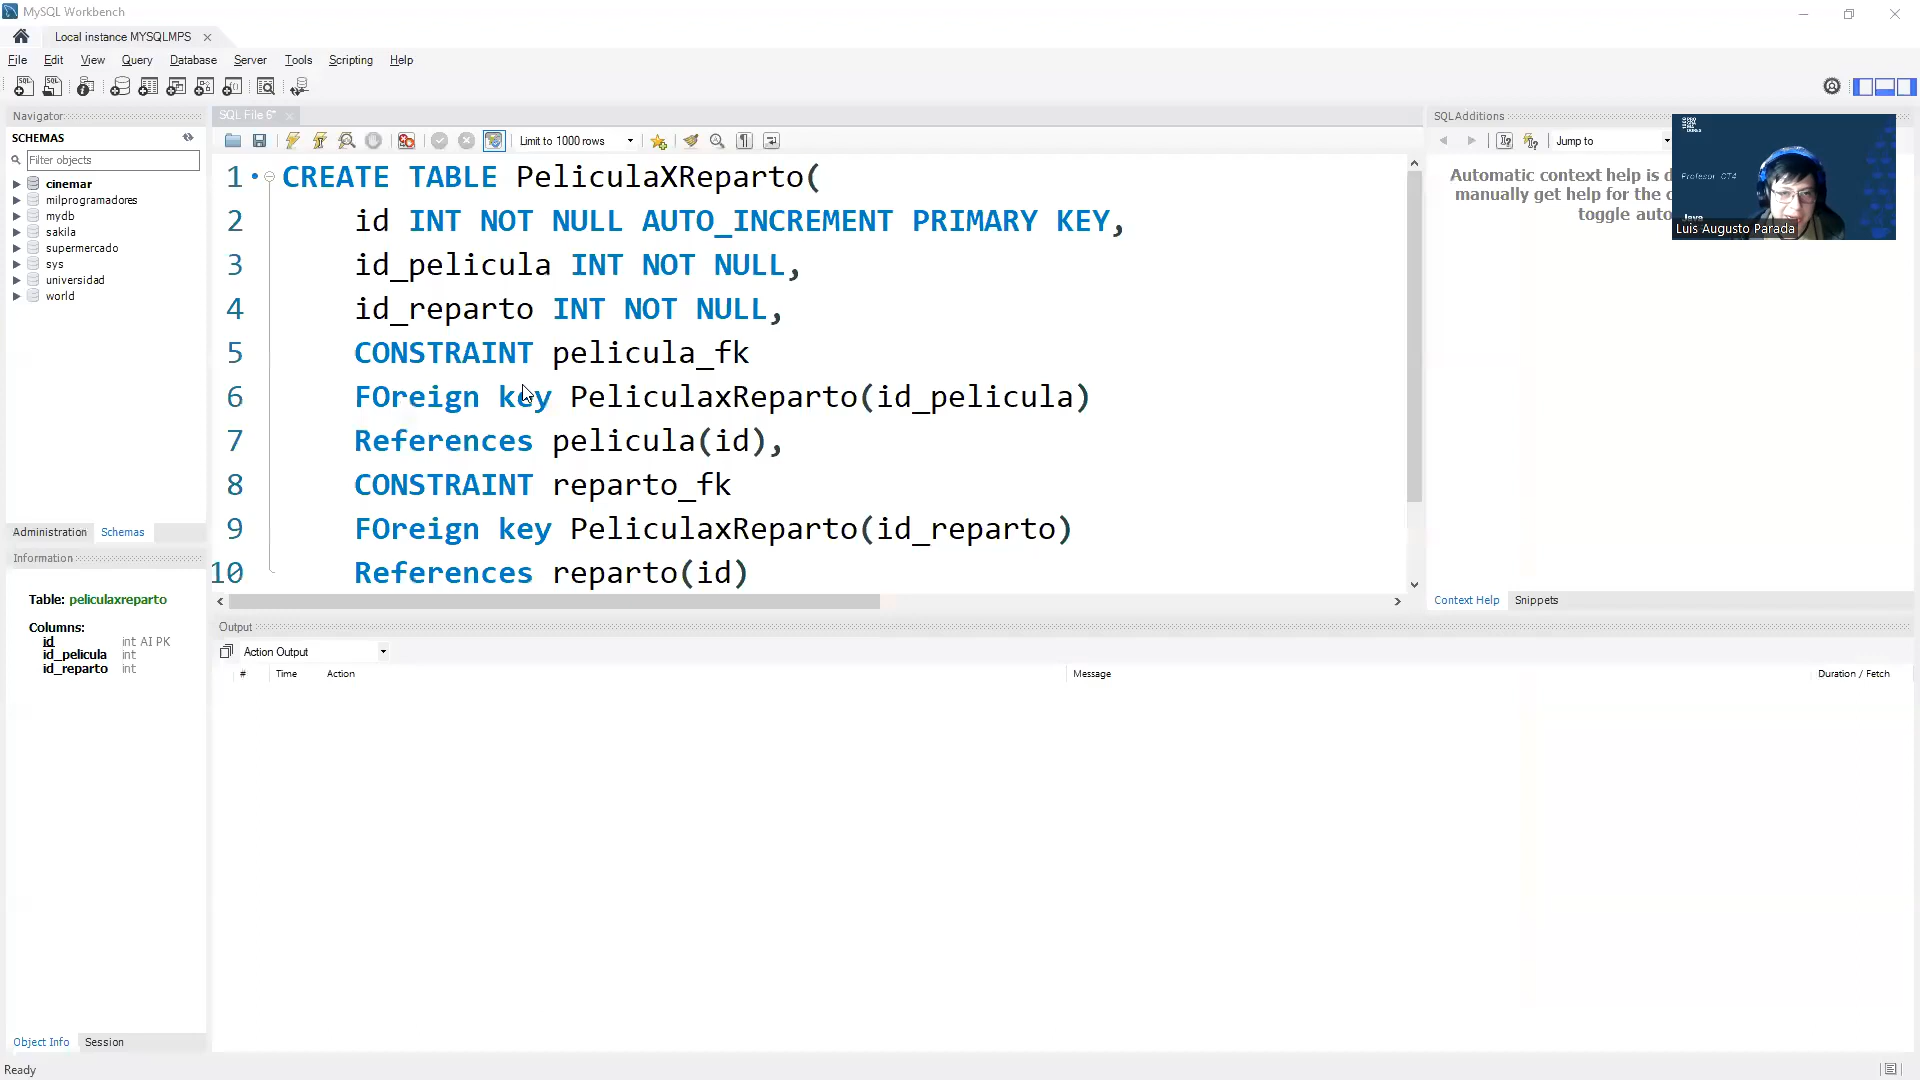 MySQL Workbench
Local instance MYSQLMPS
File Edit View Query Database Server Tools Scripting Help
Navigator
SCHEMAS
Filter objects
cinemar
milprogramadores
mydb
sakila
supermercado
sys
universidad
world
Administration Schemas
Information
Table: peliculaxreparto
Columns:
id int AI PK
id_pelicula int
id_reparto int
Object Info Session
Ready
SQL File 6*
Limit to 1000 rows
1 CREATE TABLE PeliculaXReparto(
2 id INT NOT NULL AUTO_INCREMENT PRIMARY KEY,
3 id_pelicula INT NOT NULL,
4 id_reparto INT NOT NULL,
5 CONSTRAINT pelicula_fk
6 FOreign key PeliculaxReparto(id_pelicula)
7 References pelicula(id),
8 CONSTRAINT reparto_fk
9 FOreign key PeliculaxReparto(id_reparto)
10 References reparto(id)
Output
Action Output
# Time Action Message Duration / Fetch
SQLAdditions
Jump to
Automatic context help is d
manually get help for the c
toggle auto
Profesor CT4
Java
Luis Augusto Parada
Context Help Snippets